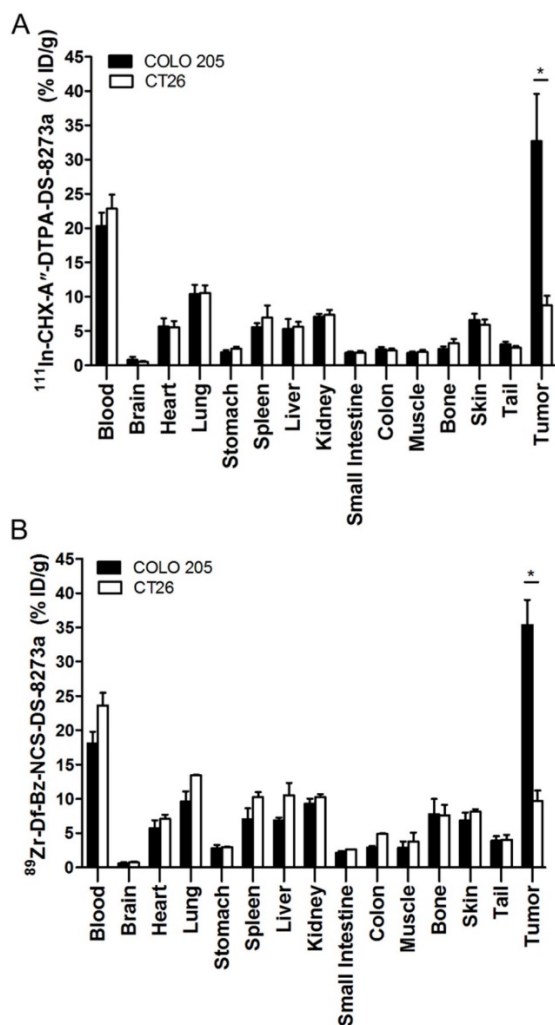 A
¹¹¹In-CHX-A″-DTPA-DS-8273a (% ID/g)
45
40
35
30
25
20
15
10
5
0
COLO 205
CT26
*
Blood
Brain
Heart
Lung
Stomach
Spleen
Liver
Kidney
Small Intestine
Colon
Muscle
Bone
Skin
Tail
Tumor
B
⁸⁹Zr-Df-Bz-NCS-DS-8273a (% ID/g)
45
40
35
30
25
20
15
10
5
0
COLO 205
CT26
*
Blood
Brain
Heart
Lung
Stomach
Spleen
Liver
Kidney
Small Intestine
Colon
Muscle
Bone
Skin
Tail
Tumor